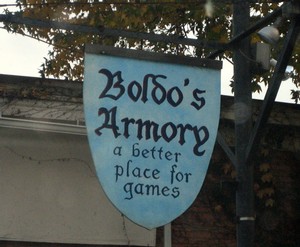 Boldo's
Armory
a better
place for
games